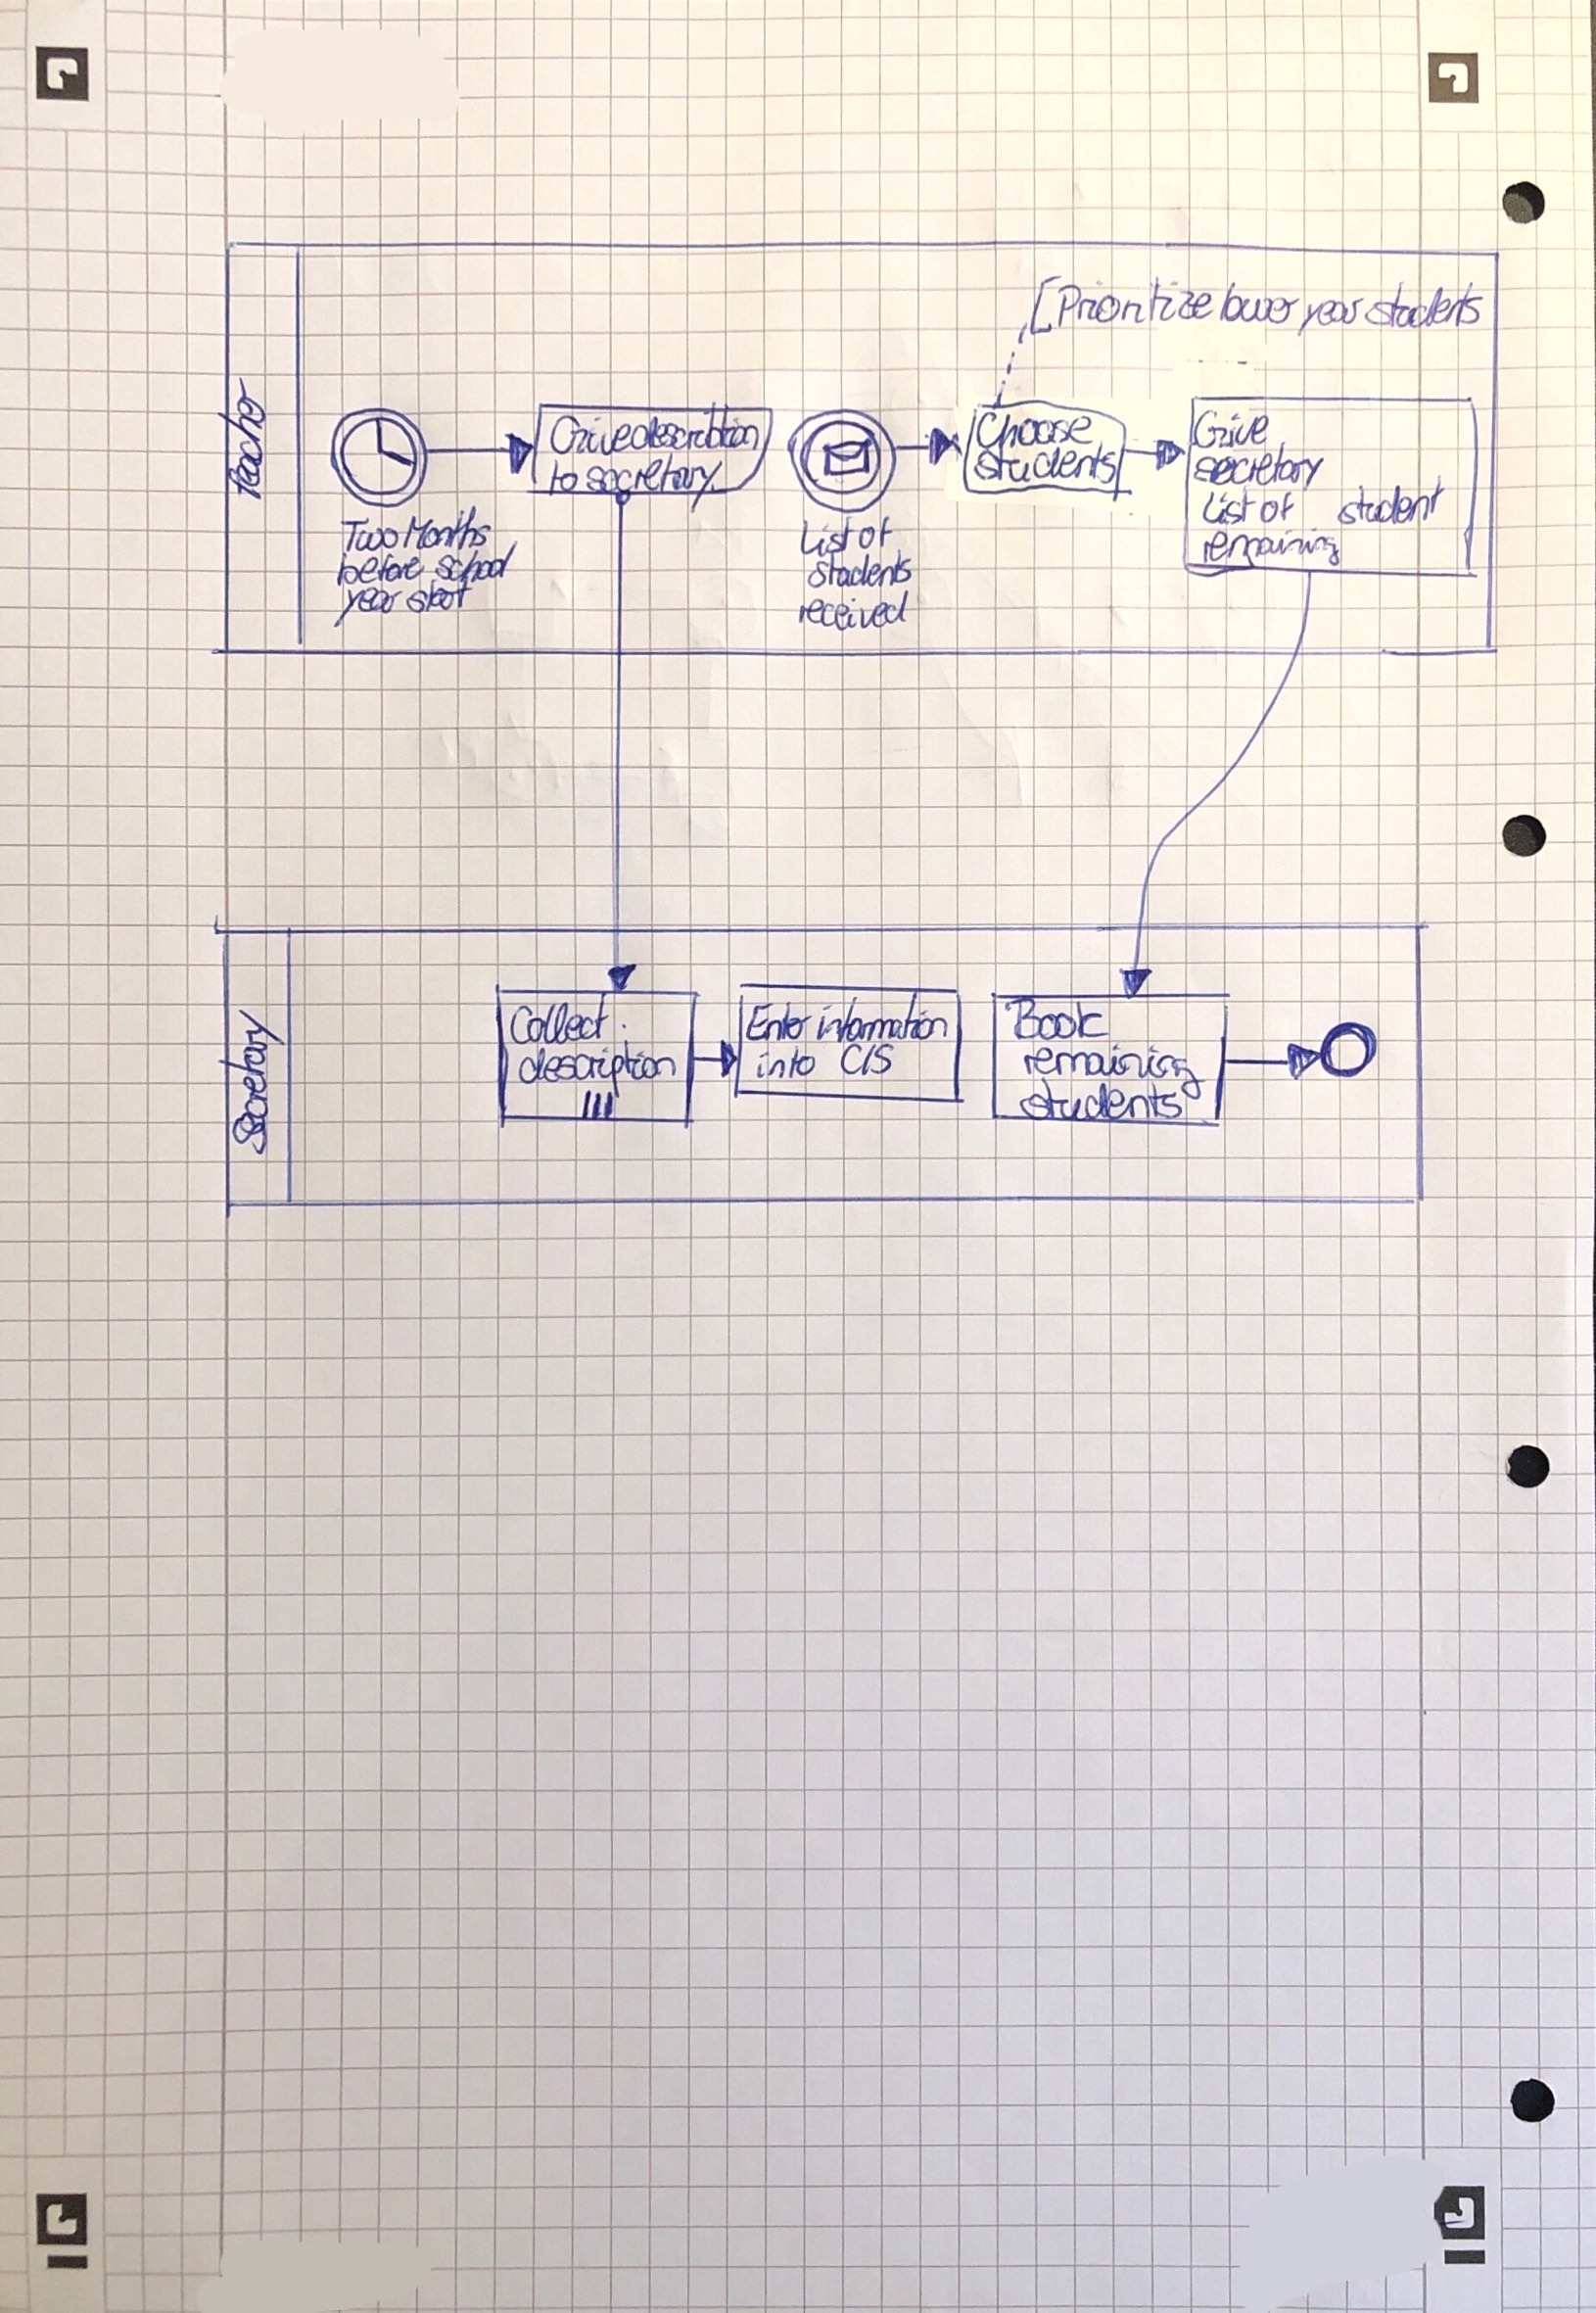 [Prioritize lower year students
Teacher
Give describtion
to secretary
Choose
students
Give
secretary
List of student
remaining
Two Months
before school
year start
List of
students
received
Secretary
Collect
description
Enter information
into CIS
Book
remaining
students